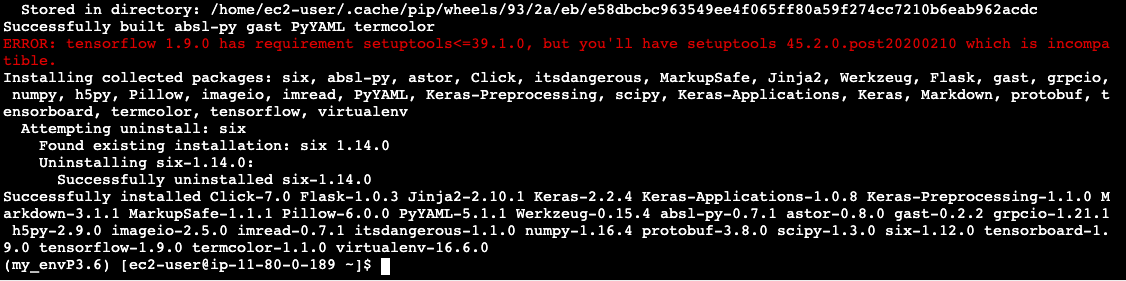 Stored in directory: /home/ec2-user/.cache/pip/wheels/93/2a/eb/e58dbcbc963549ee4f065ff80a59f274cc7210b6eab962acdc
Successfully built absl-py gast PyYAML termcolor
ERROR: tensorflow 1.9.0 has requirement setuptools<=39.1.0, but you'll have setuptools 45.2.0.post20200210 which is incompa
tible.
Installing collected packages: six, absl-py, astor, Click, itsdangerous, MarkupSafe, Jinja2, Werkzeug, Flask, gast, grpcio,
numpy, h5py, Pillow, imageio, imread, PyYAML, Keras-Preprocessing, scipy, Keras-Applications, Keras, Markdown, protobuf, t
ensorboard, termcolor, tensorflow, virtualenv
Attempting uninstall: six
Found existing installation: six 1.14.0
Uninstalling six-1.14.0:
Successfully uninstalled six-1.14.0
Successfully installed Click-7.0 Flask-1.0.3 Jinja2-2.10.1 Keras-2.2.4 Keras-Applications-1.0.8 Keras-Preprocessing-1.1.0 M
arkdown-3.1.1 MarkupSafe-1.1.1 Pillow-6.0.0 PyYAML-5.1.1 Werkzeug-0.15.4 absl-py-0.7.1 astor-0.8.0 gast-0.2.2 grpcio-1.21.1
h5py-2.9.0 imageio-2.5.0 imread-0.7.1 itsdangerous-1.1.0 numpy-1.16.4 protobuf-3.8.0 scipy-1.3.0 six-1.12.0 tensorboard-1.
9.0 tensorflow-1.9.0 termcolor-1.1.0 virtualenv-16.6.0
(my_envP3.6) [ec2-user@ip-11-80-0-189 ~]$